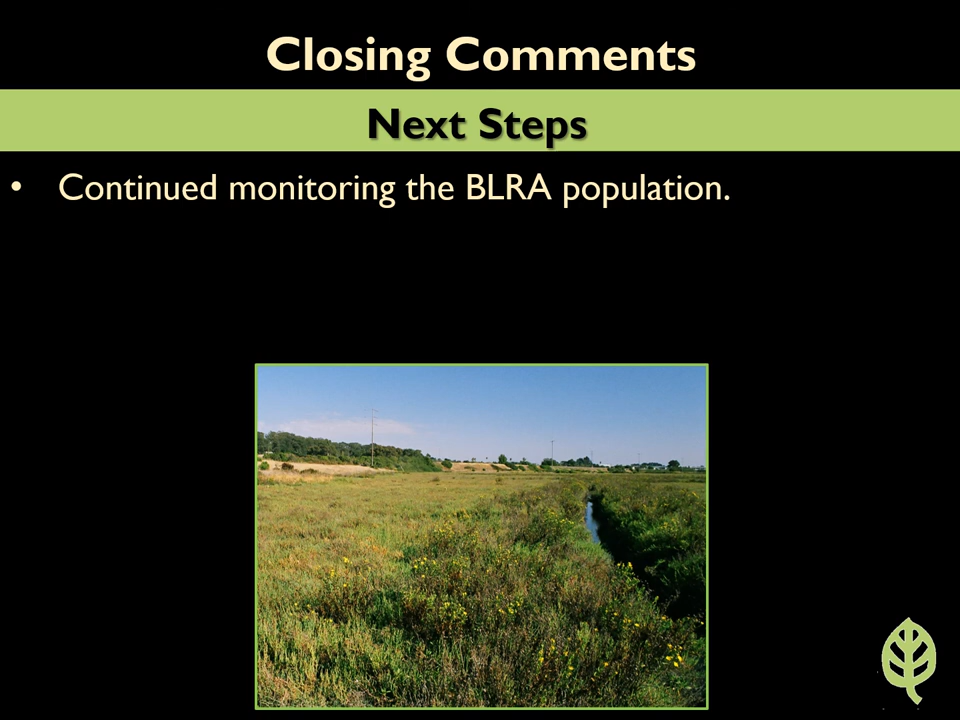 Closing Comments
Next Steps
• Continued monitoring the BLRA population.